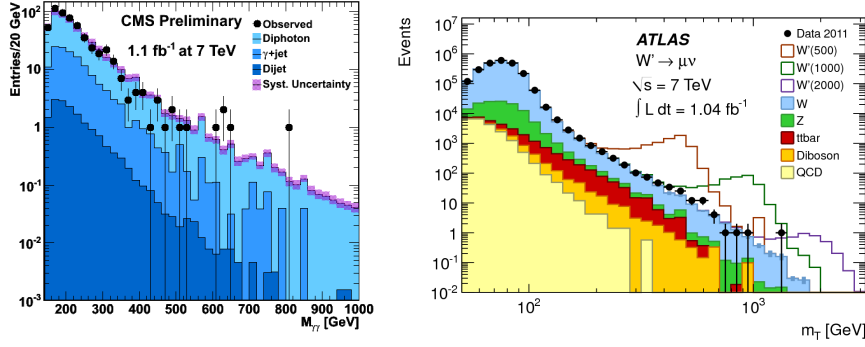 CMS Preliminary
1.1 fb⁻¹ at 7 TeV
Observed
Diphoton
γ+jet
Dijet
Syst. Uncertainty
Entries/20 GeV
10²
10
1
10⁻¹
10⁻²
10⁻³
200 300 400 500 600 700 800 900 1000
Mγγ [GeV]
ATLAS
W' → μν
√s = 7 TeV
∫ L dt = 1.04 fb⁻¹
Data 2011
W'(500)
W'(1000)
W'(2000)
W
Z
ttbar
Diboson
QCD
Events
10⁷
10⁶
10⁵
10⁴
10³
10²
10
1
10⁻¹
10⁻²
10² 10³
m_T [GeV]